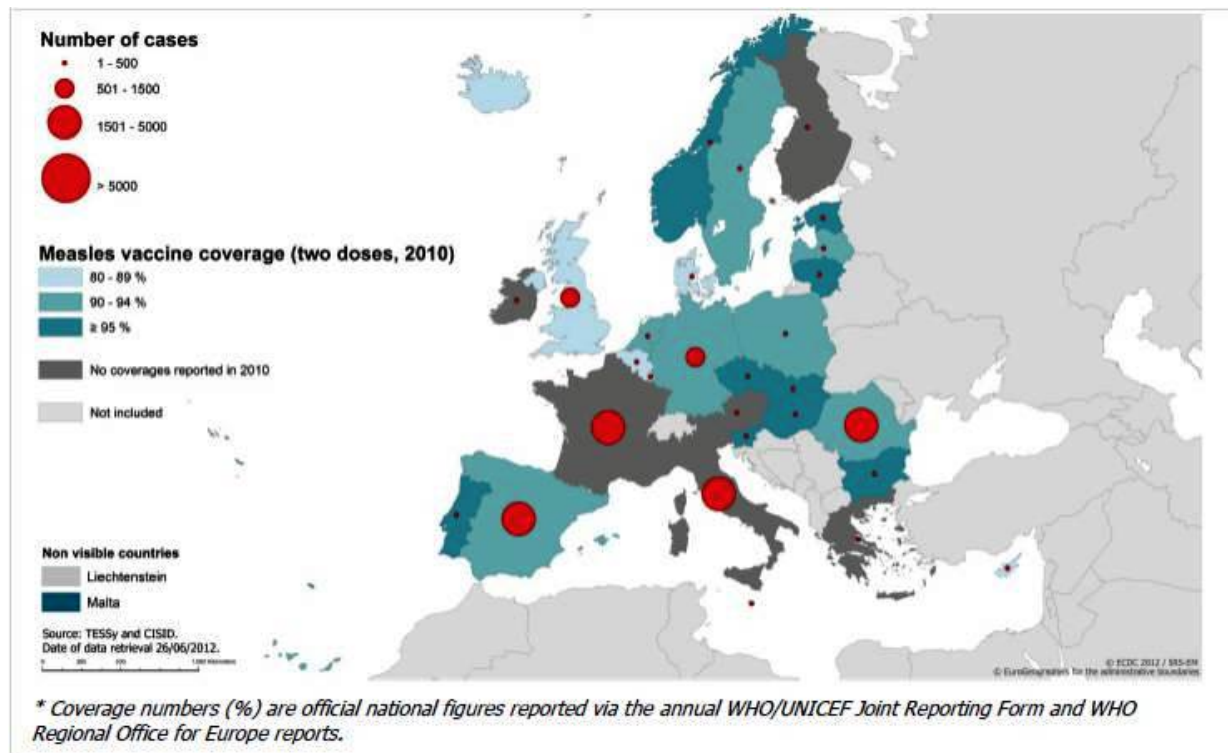 Number of cases
1 - 500
501 - 1500
1501 - 5000
> 5000
Measles vaccine coverage (two doses, 2010)
80 - 89 %
90 - 94 %
≥ 95 %
No coverages reported in 2010
Not included
Non visible countries
Liechtenstein
Malta
Source: TESSy and CISID.
Date of data retrieval 26/06/2012.
© ECDC 2012 / SRS-EM
© EuroGeographers for the administrative boundaries
* Coverage numbers (%) are official national figures reported via the annual WHO/UNICEF Joint Reporting Form and WHO
Regional Office for Europe reports.